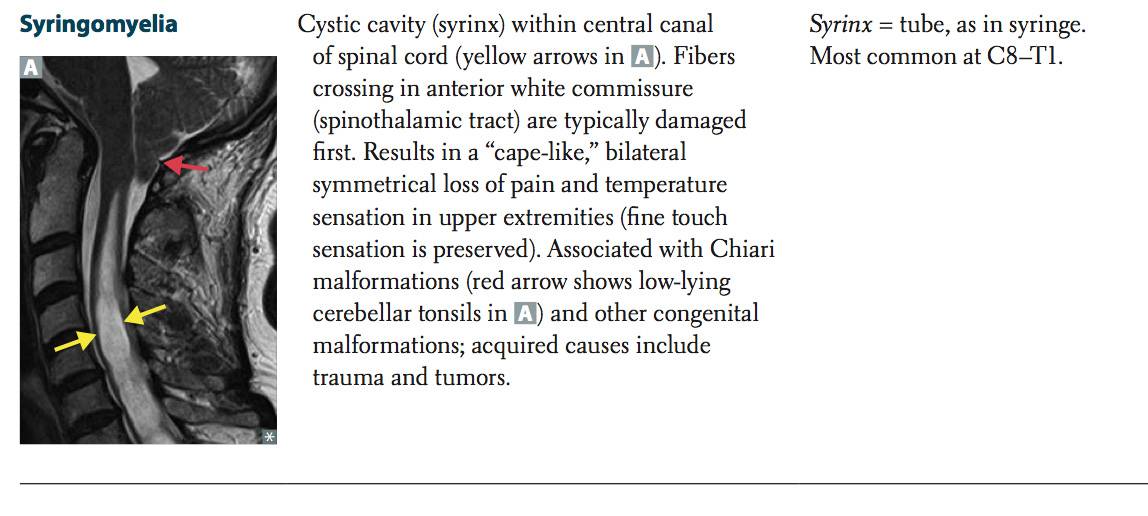 Syringomyelia
A
Cystic cavity (syrinx) within central canal
of spinal cord (yellow arrows in A). Fibers
crossing in anterior white commissure
(spinothalamic tract) are typically damaged
first. Results in a “cape-like,” bilateral
symmetrical loss of pain and temperature
sensation in upper extremities (fine touch
sensation is preserved). Associated with Chiari
malformations (red arrow shows low-lying
cerebellar tonsils in A) and other congenital
malformations; acquired causes include
trauma and tumors.
Syrinx = tube, as in syringe.
Most common at C8–T1.